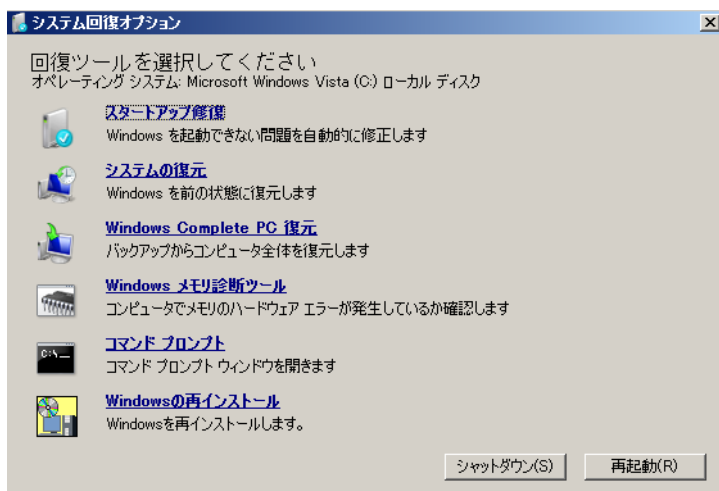 システム回復オプション
回復ツールを選択してください
オペレーティング システム: Microsoft Windows Vista (C:) ローカル ディスク
スタートアップ修復
Windows を起動できない問題を自動的に修正します
システムの復元
Windows を前の状態に復元します
Windows Complete PC 復元
バックアップからコンピュータ全体を復元します
Windows メモリ診断ツール
コンピュータでメモリのハードウェア エラーが発生しているか確認します
C:\_
コマンド プロンプト
コマンド プロンプト ウィンドウを開きます
Windowsの再インストール
Windowsを再インストールします。
シャットダウン(S) 再起動(R)